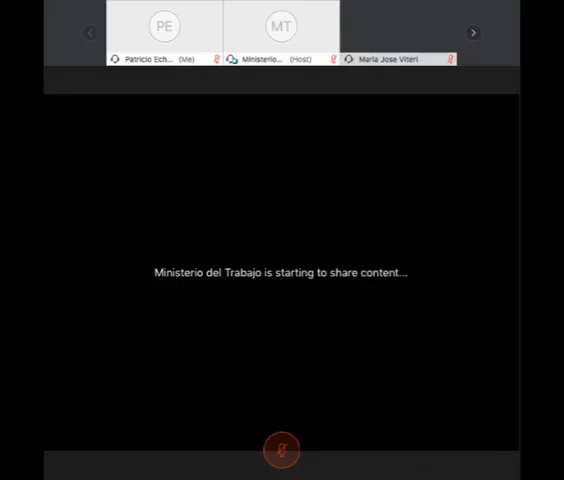 PE
MT
Patricio Ech... (Me)
Ministerio... (Host)
Maria Jose Viteri
Ministerio del Trabajo is starting to share content...